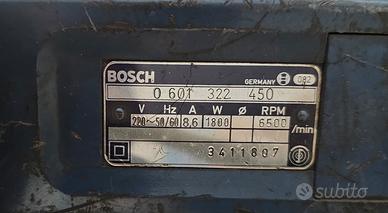 BOSCH GERMANY 082
0 601 322 450
V Hz A W Ø RPM
220~ 50/60 8,6 1800 6500 /min
3411807
subito